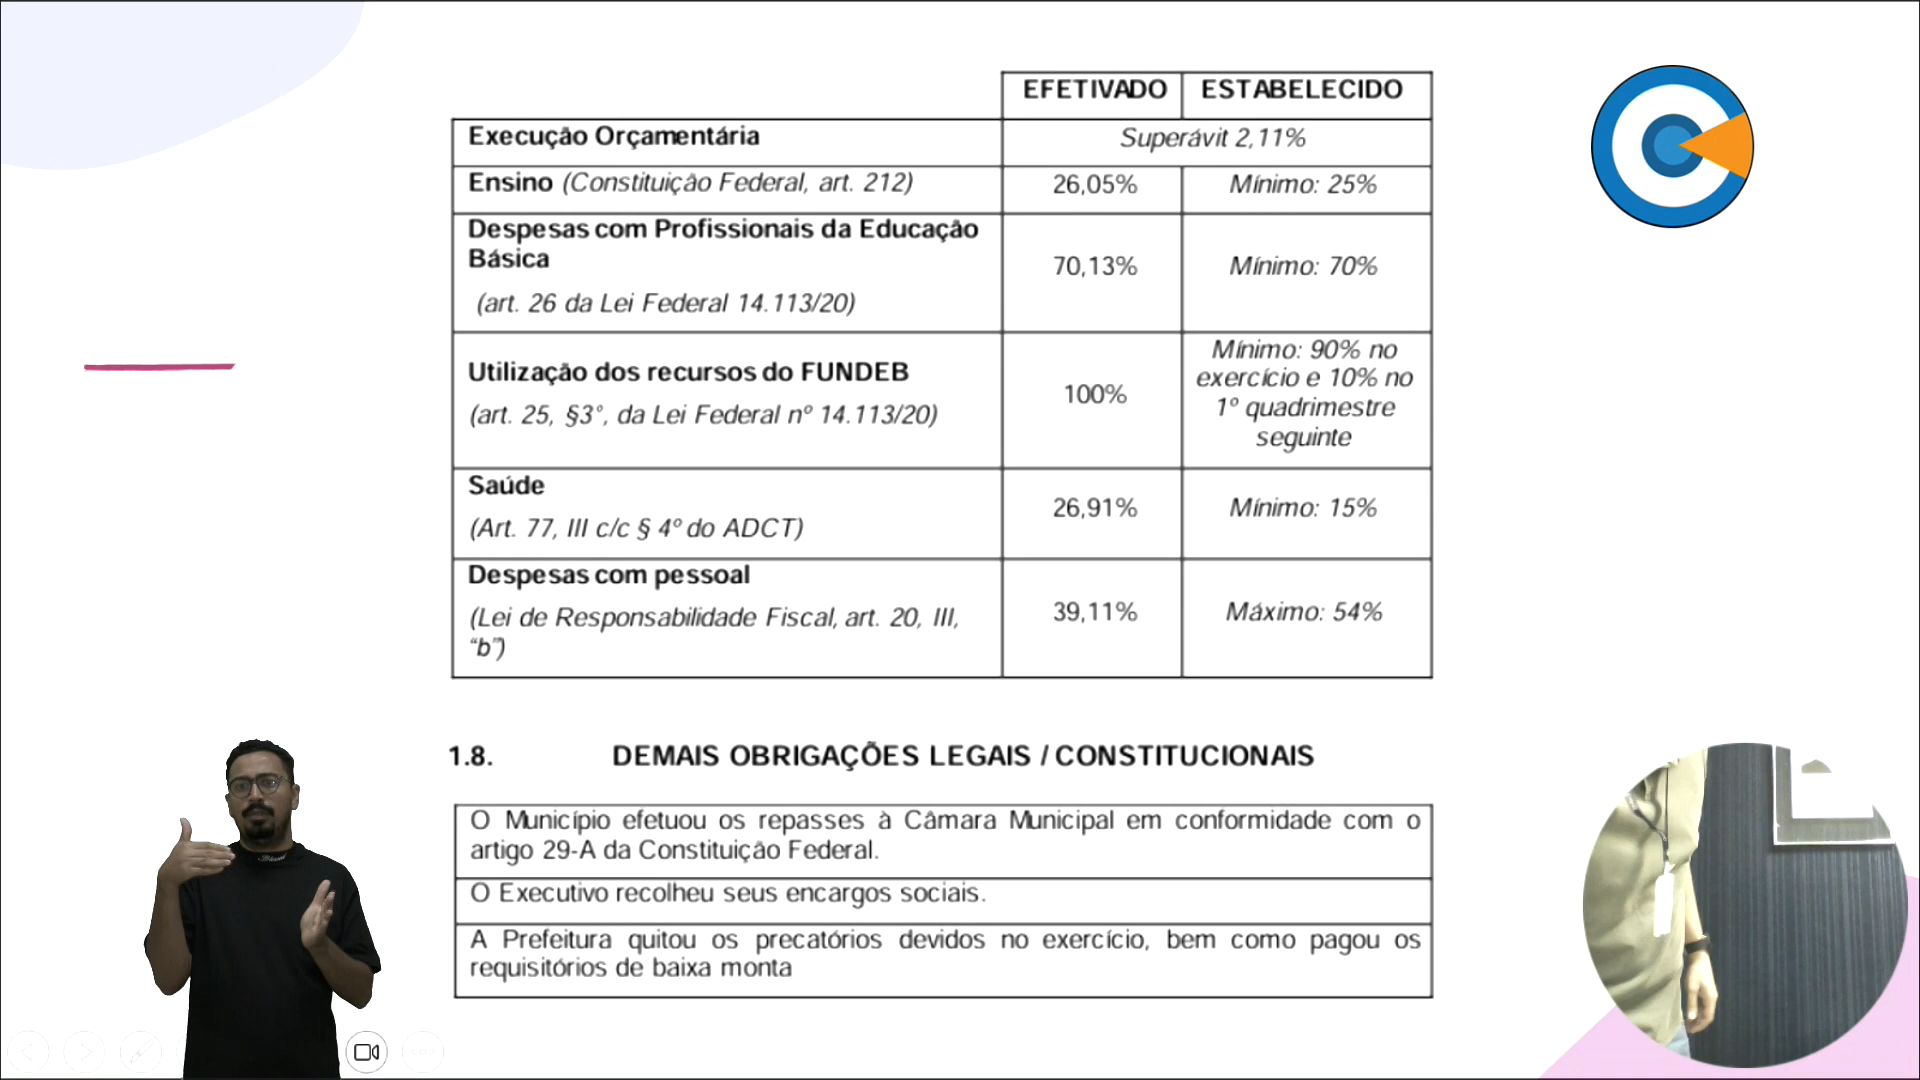 EFETIVADO ESTABELECIDO
Execução Orçamentária Superávit 2,11%
Ensino (Constituição Federal, art. 212) 26,05% Mínimo: 25%
Despesas com Profissionais da Educação
Básica
(art. 26 da Lei Federal 14.113/20)
70,13% Mínimo: 70%
Utilização dos recursos do FUNDEB
(art. 25, §3°, da Lei Federal nº 14.113/20)
100%
Mínimo: 90% no
exercício e 10% no
1º quadrimestre
seguinte
Saúde
(Art. 77, III c/c § 4º do ADCT)
26,91% Mínimo: 15%
Despesas com pessoal
(Lei de Responsabilidade Fiscal, art. 20, III,
“b”)
39,11% Máximo: 54%
1.8. DEMAIS OBRIGAÇÕES LEGAIS / CONSTITUCIONAIS
O Município efetuou os repasses à Câmara Municipal em conformidade com o
artigo 29-A da Constituição Federal.
O Executivo recolheu seus encargos sociais.
A Prefeitura quitou os precatórios devidos no exercício, bem como pagou os
requisitórios de baixa monta